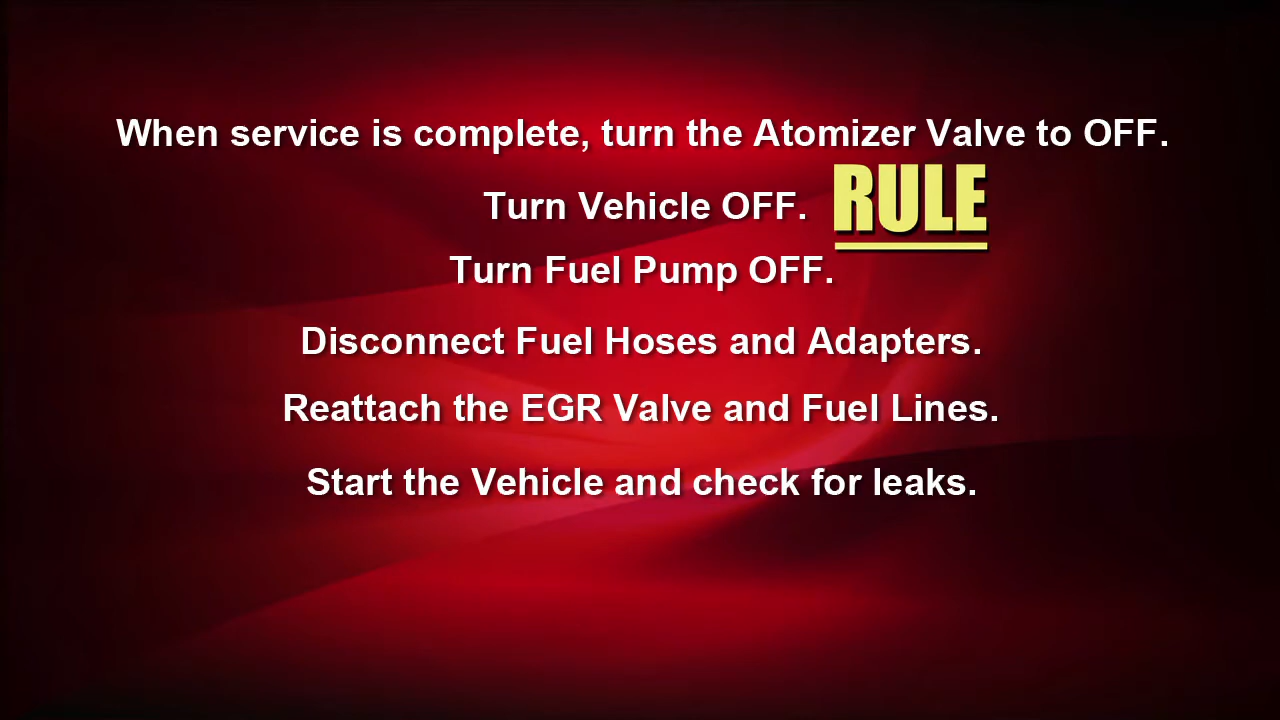 When service is complete, turn the Atomizer Valve to OFF.
Turn Vehicle OFF. RULE
Turn Fuel Pump OFF.
Disconnect Fuel Hoses and Adapters.
Reattach the EGR Valve and Fuel Lines.
Start the Vehicle and check for leaks.